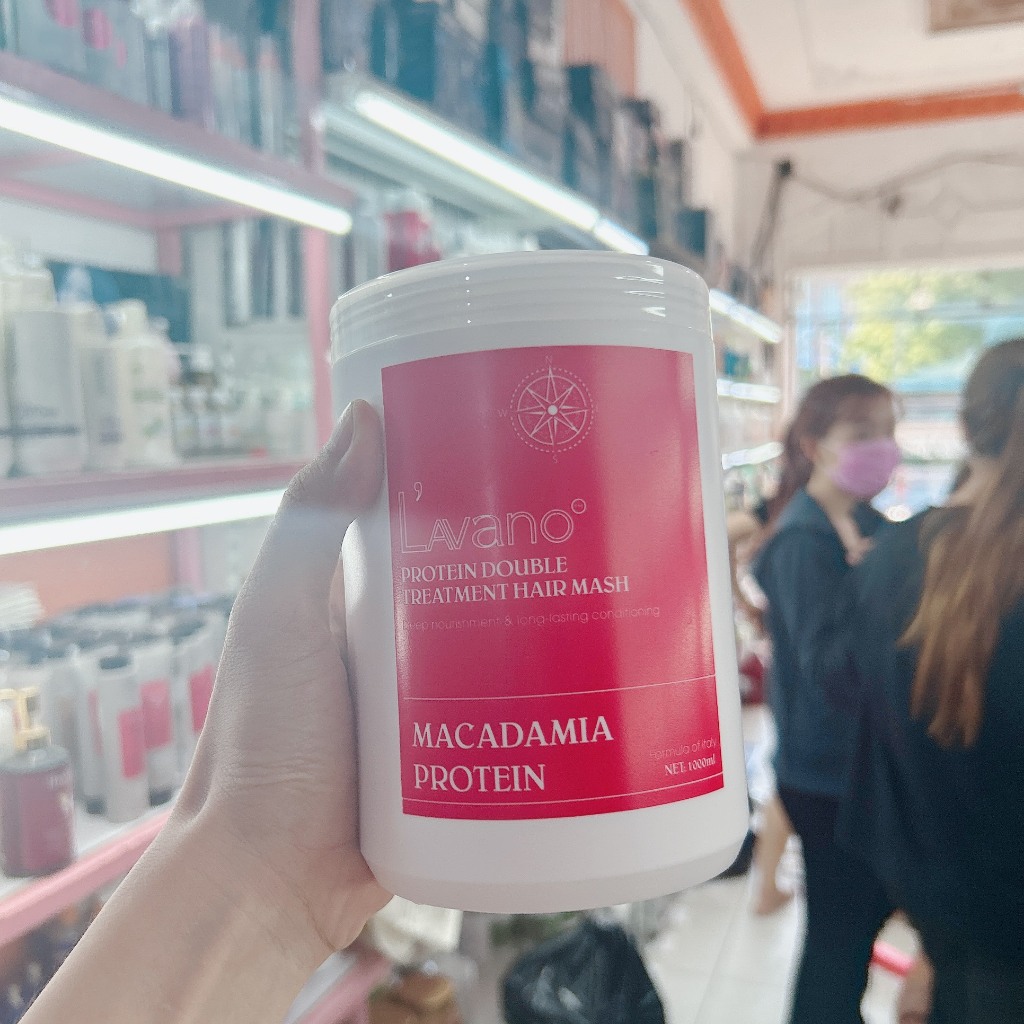 N
W
S
L'Avano
PROTEIN DOUBLE
TREATMENT HAIR MASH
deep nourishment & long-lasting conditioning
MACADAMIA
PROTEIN
Formula of italy
NET: 1000ml